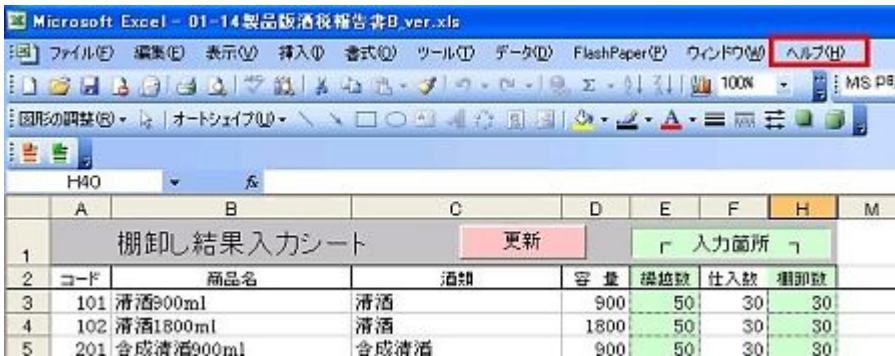 Microsoft Excel - 01-14製品版酒税報告書B_ver.xls
ファイル(F) 編集(E) 表示(V) 挿入(I) 書式(O) ツール(T) データ(D) FlashPaper(P) ウィンドウ(W) ヘルプ(H)
100% MS P
図形の調整(R) オートシェイプ(U)
H40 fx
A B C D E F H M
1 棚卸し結果入力シート 更新 ┌ 入力箇所 ┐
2 コード 商品名 酒類 容 量 繰越数 仕入数 棚卸数
3 101 清酒900ml 清酒 900 50 30 30
4 102 清酒1800ml 清酒 1800 50 30 30
5 201 合成清酒900ml 合成清酒 900 50 30 30